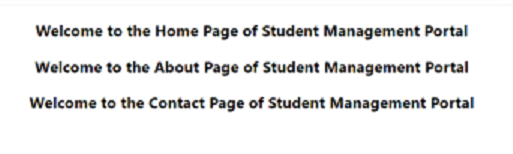 Welcome to the Home Page of Student Management Portal
Welcome to the About Page of Student Management Portal
Welcome to the Contact Page of Student Management Portal